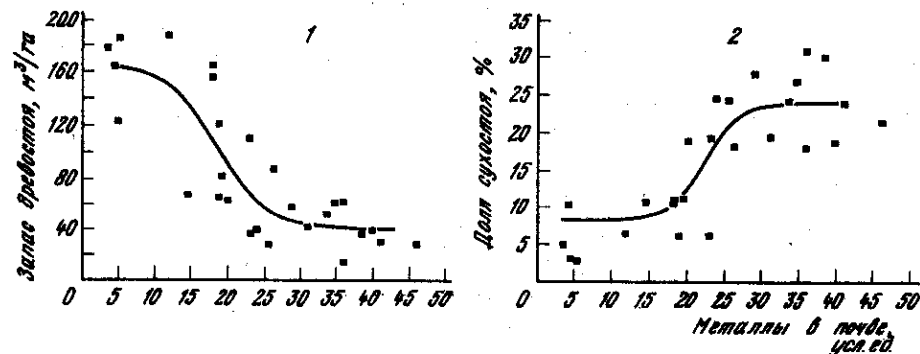 Запас древостоя, м³/га
200
160
120
80
40
0
5 10 15 20 25 30 35 40 45 50
1
Доля сухостоя, %
35
30
25
20
15
10
5
0
5 10 15 20 25 30 35 40 45 50
2
Металлы в почве,
усл. ед.